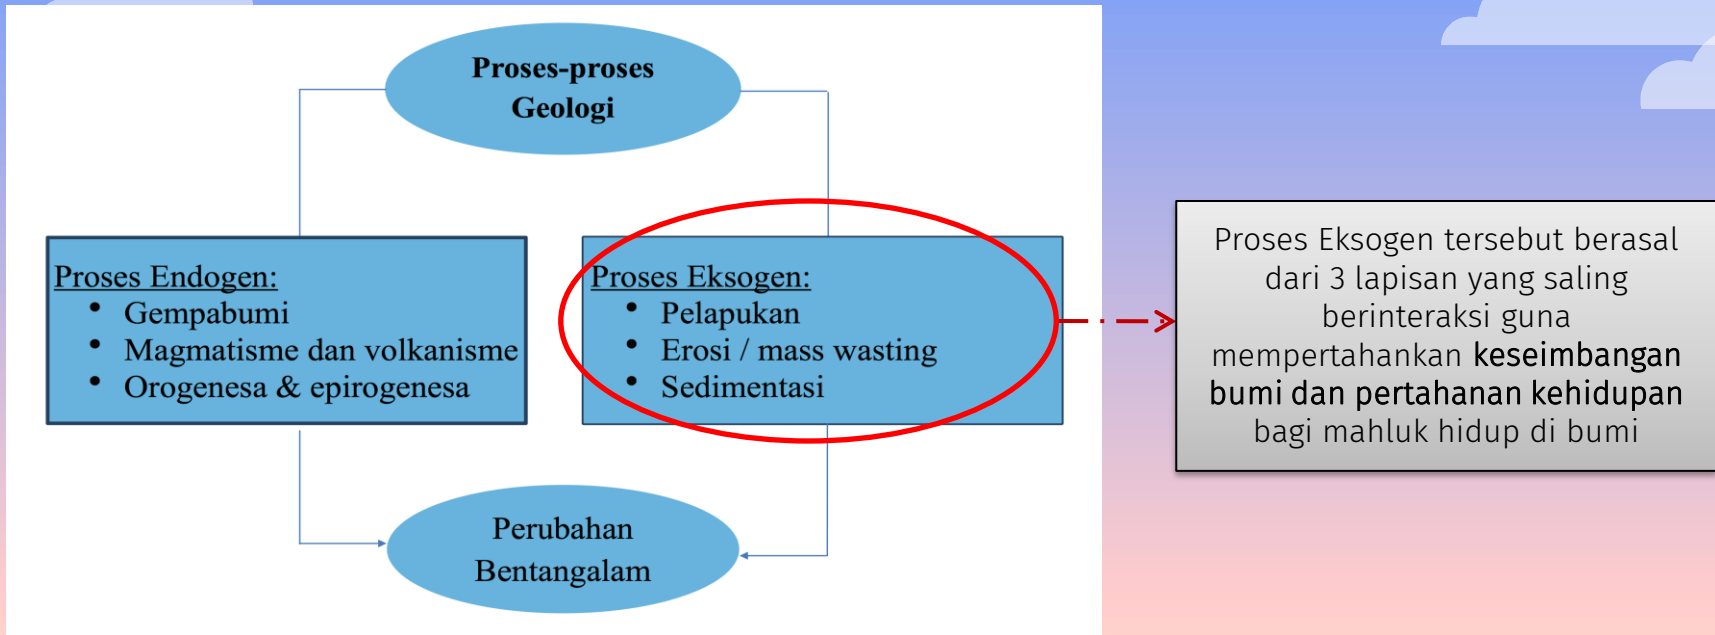 Proses-proses
Geologi
Proses Endogen:
• Gempabumi
• Magmatisme dan volkanisme
• Orogenesa & epirogenesa
Proses Eksogen:
• Pelapukan
• Erosi / mass wasting
• Sedimentasi
Perubahan
Bentangalam
Proses Eksogen tersebut berasal
dari 3 lapisan yang saling
berinteraksi guna
mempertahankan keseimbangan
bumi dan pertahanan kehidupan
bagi mahluk hidup di bumi